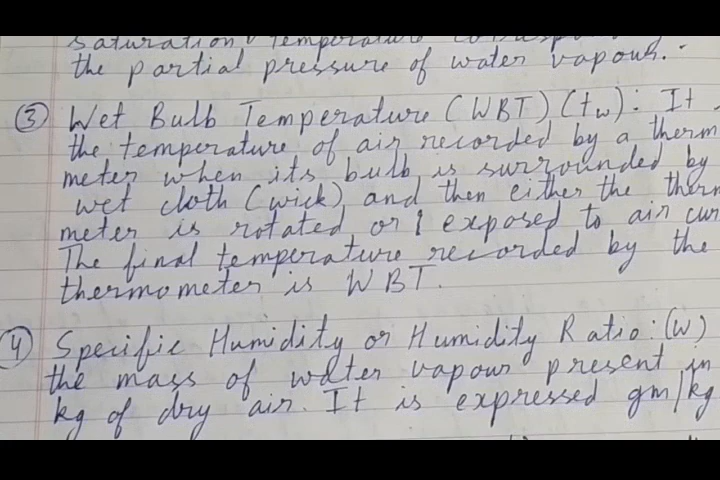 saturation temperature
the partial pressure of water vapour.
③ Wet Bulb Temperature (WBT) (tw): It
the temperature of air recorded by a therm
meter when its bulb is surrounded by
wet cloth (wick) and then either the ther
meter is rotated or exposed to air cur
The final temperature recorded by the
thermometer is WBT.
④ Specific Humidity or Humidity Ratio: (W)
the mass of water vapour present in
kg of dry air. It is expressed gm/kg